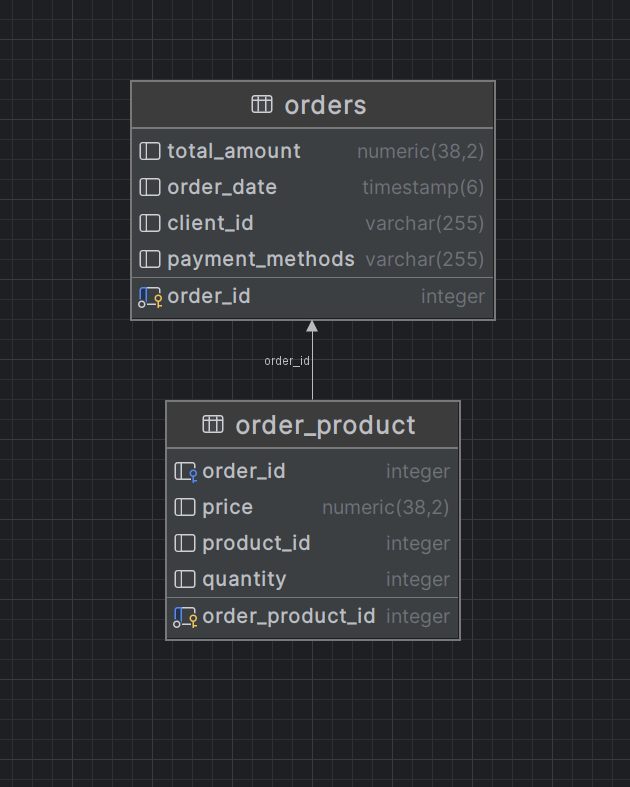 orders
total_amount numeric(38,2)
order_date timestamp(6)
client_id varchar(255)
payment_methods varchar(255)
order_id integer
order_id
order_product
order_id integer
price numeric(38,2)
product_id integer
quantity integer
order_product_id integer